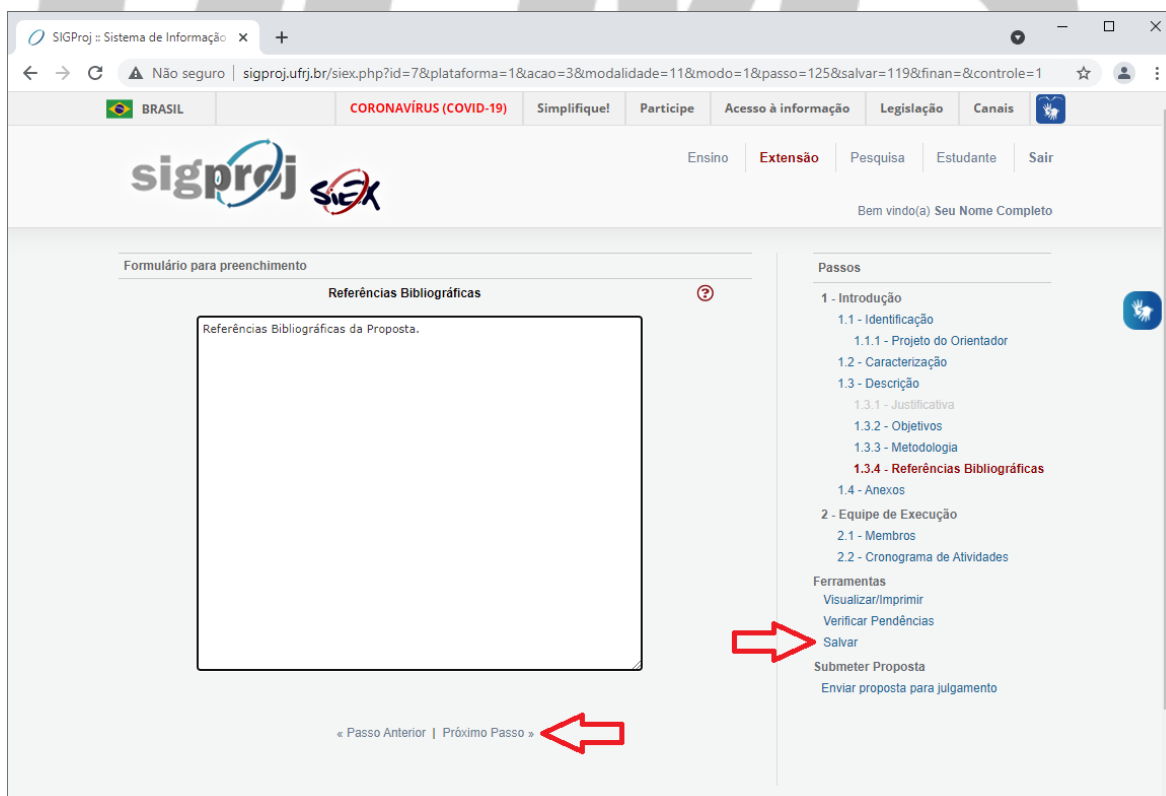 SIGProj :: Sistema de Informação
Não seguro | sigproj.ufrj.br/siex.php?id=7&plataforma=1&acao=3&modalidade=11&modo=1&passo=125&salvar=119&finan=&controle=1
BRASIL CORONAVÍRUS (COVID-19) Simplifique! Participe Acesso à informação Legislação Canais
sigproj SiEX
Ensino Extensão Pesquisa Estudante Sair
Bem vindo(a) Seu Nome Completo
Formulário para preenchimento
Referências Bibliográficas
Referências Bibliográficas da Proposta.
« Passo Anterior | Próximo Passo »
Passos
1 - Introdução
1.1 - Identificação
1.1.1 - Projeto do Orientador
1.2 - Caracterização
1.3 - Descrição
1.3.1 - Justificativa
1.3.2 - Objetivos
1.3.3 - Metodologia
1.3.4 - Referências Bibliográficas
1.4 - Anexos
2 - Equipe de Execução
2.1 - Membros
2.2 - Cronograma de Atividades
Ferramentas
Visualizar/Imprimir
Verificar Pendências
Salvar
Submeter Proposta
Enviar proposta para julgamento